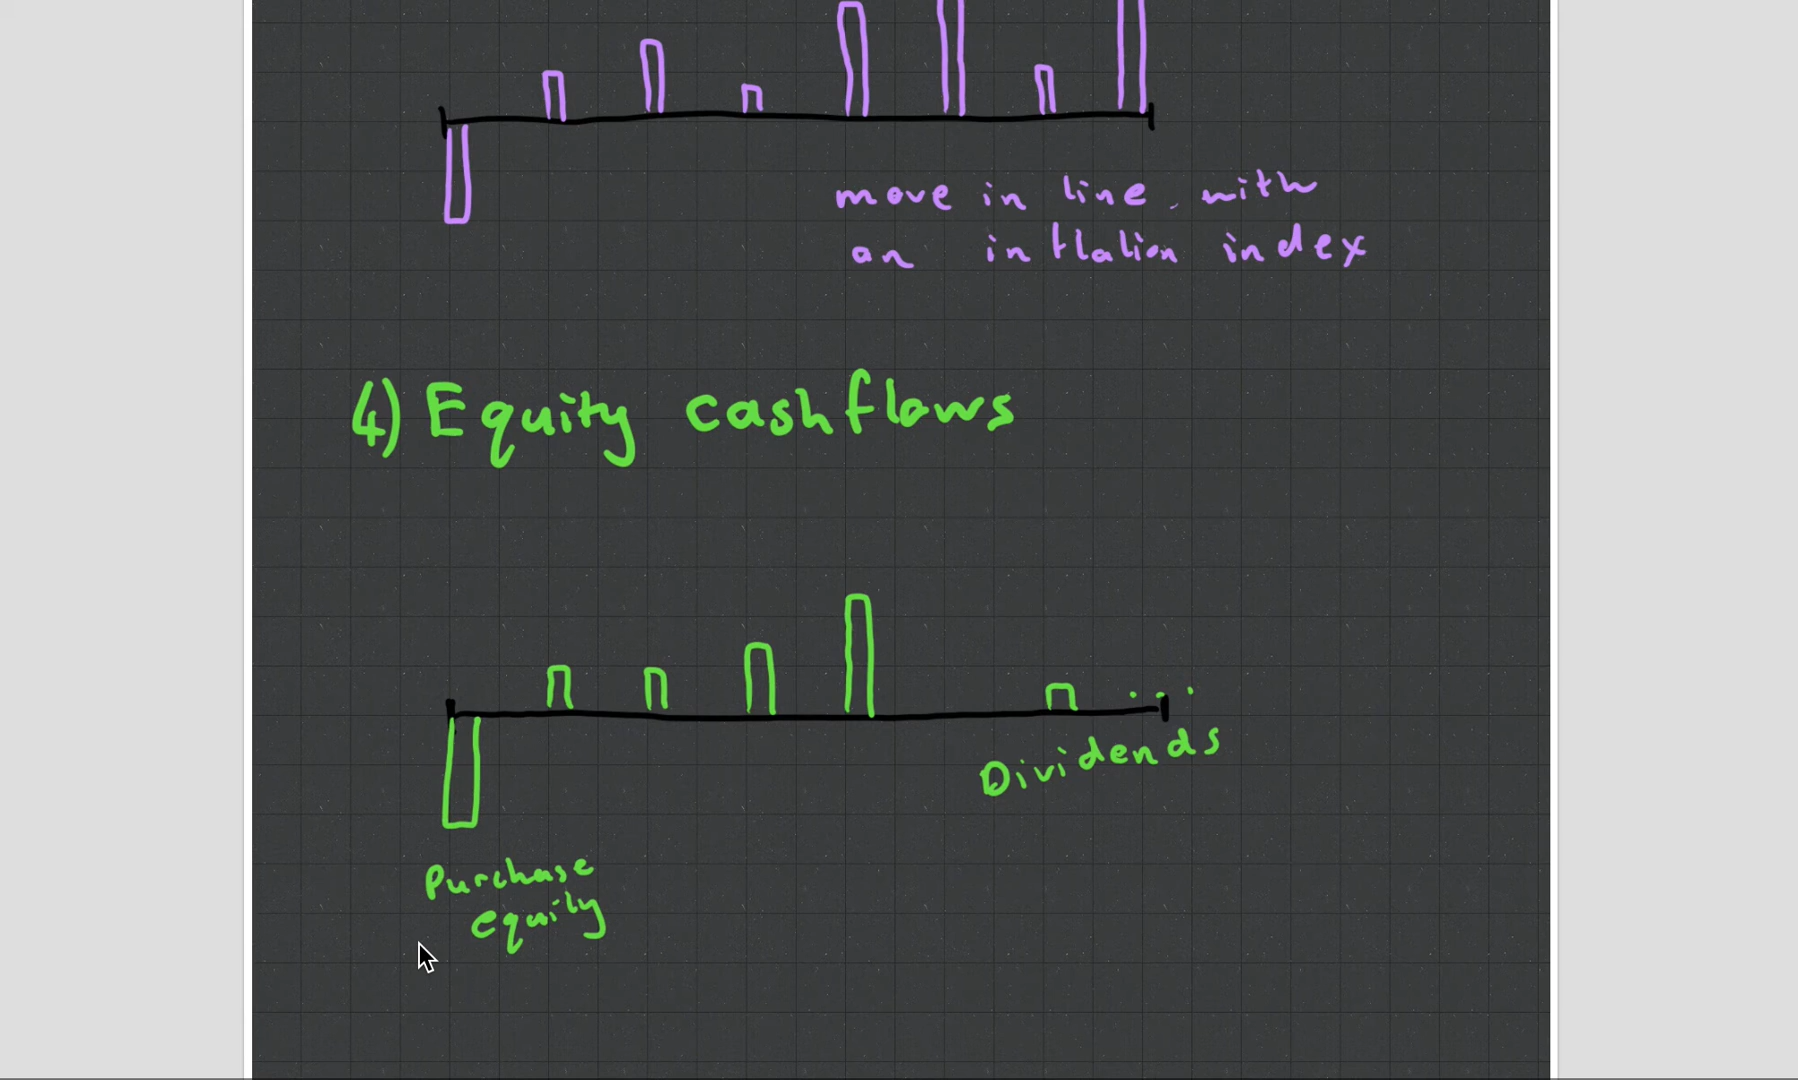 move in line with
an inflation index
4) Equity cashflows
Dividends
Purchase
equity